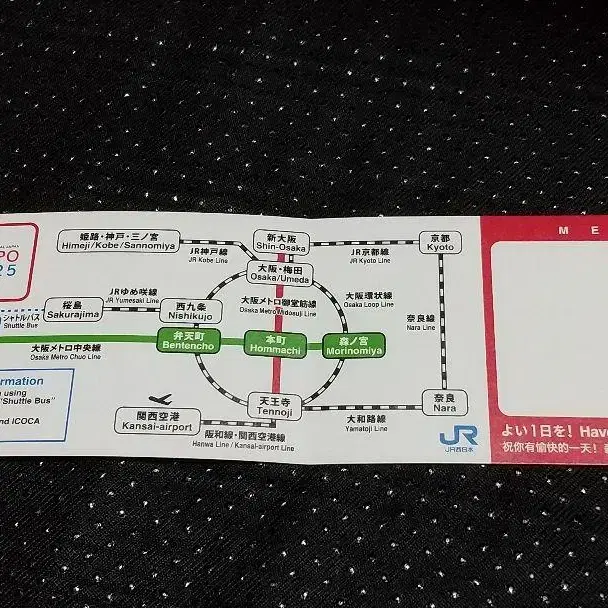 PO
25
姫路・神戸・三ノ宮
Himeji/Kobe/Sannomiya
JR神戸線
JR Kobe Line
新大阪
Shin-Osaka
JR京都線
JR Kyoto Line
京都
Kyoto
大阪・梅田
Osaka/Umeda
シャトルバス
Shuttle Bus
桜島
Sakurajima
JRゆめ咲線
JR Yumesaki Line
西九条
Nishikujo
大阪メトロ御堂筋線
Osaka Metro Midosuji Line
大阪環状線
Osaka Loop Line
奈良線
Nara Line
弁天町
Bentencho
本町
Hommachi
森ノ宮
Morinomiya
大阪メトロ中央線
Osaka Metro Chuo Line
rmation
using
Shuttle Bus"
nd ICOCA
関西空港
Kansai-airport
天王寺
Tennoji
奈良
Nara
阪和線・関西空港線
Hanwa Line / Kansai-airport Line
大和路線
Yamatoji Line
JR
JR西日本
M E
よい1日を! Have
祝你有愉快的一天!